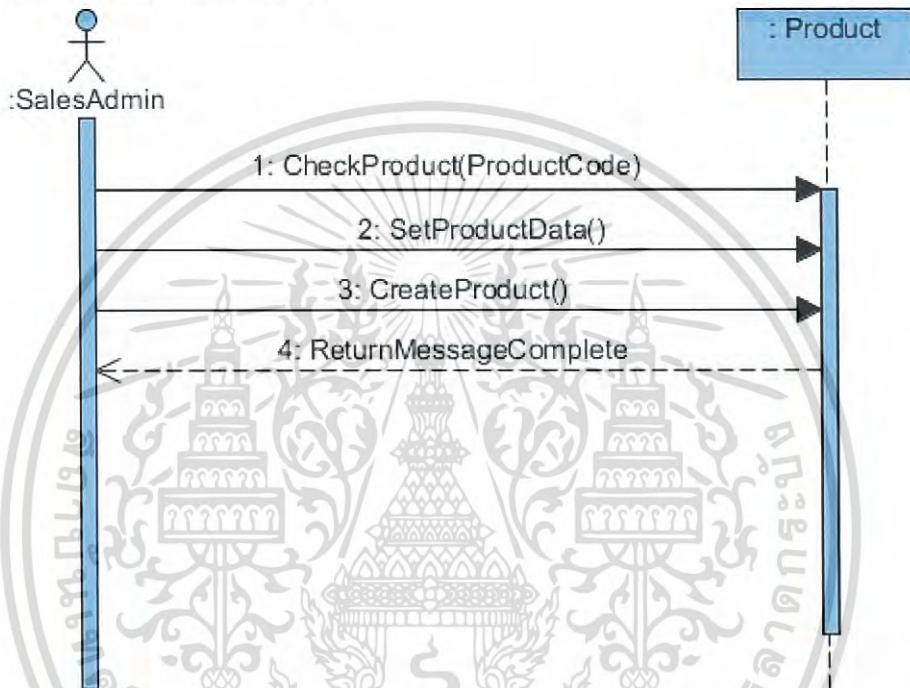 : Product
:SalesAdmin
1: CheckProduct(ProductCode)
2: SetProductData()
3: CreateProduct()
4: ReturnMessageComplete